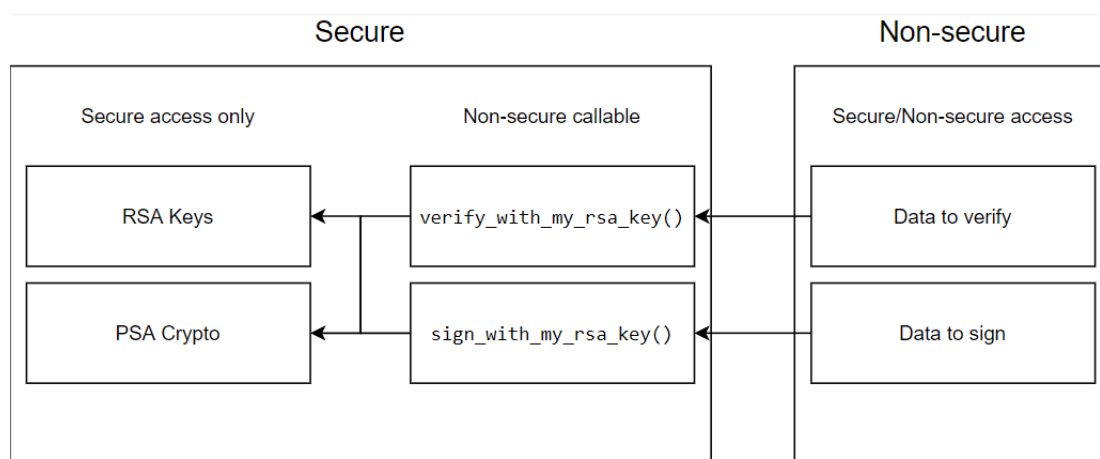 Secure
Non-secure
Secure access only
Non-secure callable
Secure/Non-secure access
RSA Keys
verify_with_my_rsa_key()
Data to verify
PSA Crypto
sign_with_my_rsa_key()
Data to sign